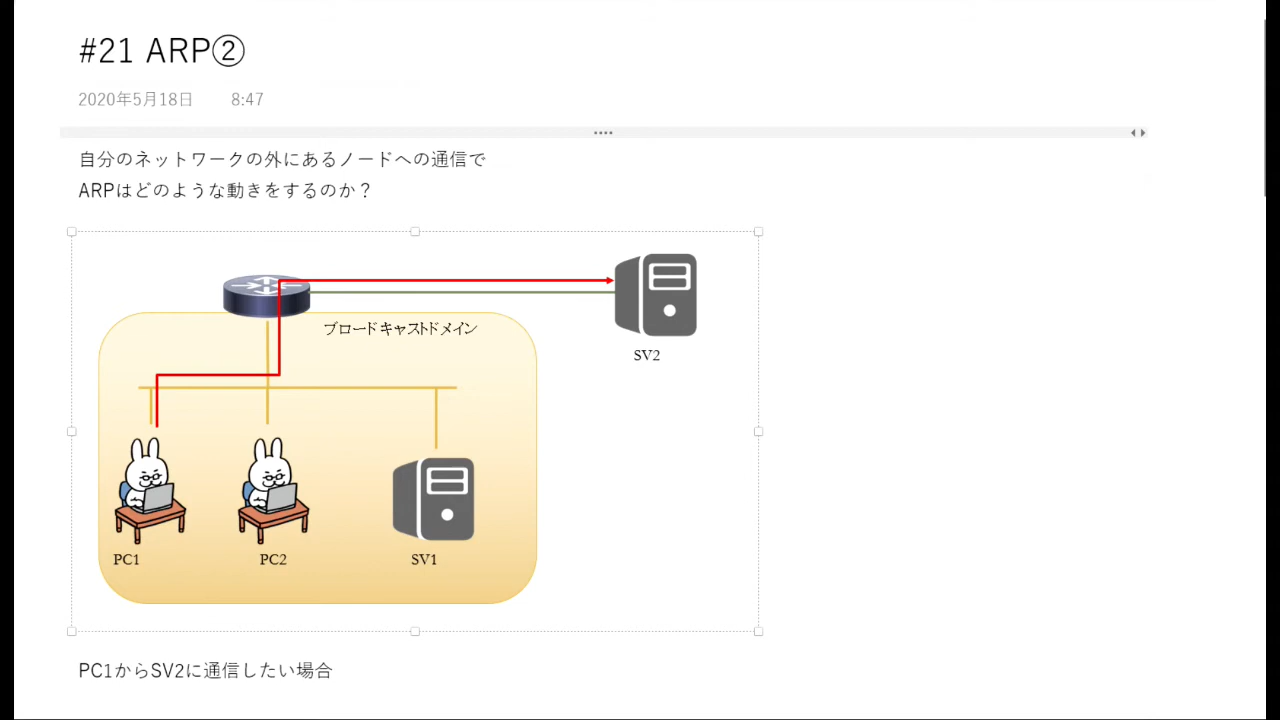 #21 ARP②
2020年5月18日 8:47
自分のネットワークの外にあるノードへの通信で
ARPはどのような動きをするのか？
ブロードキャストドメイン
SV2
PC1
PC2
SV1
PC1からSV2に通信したい場合